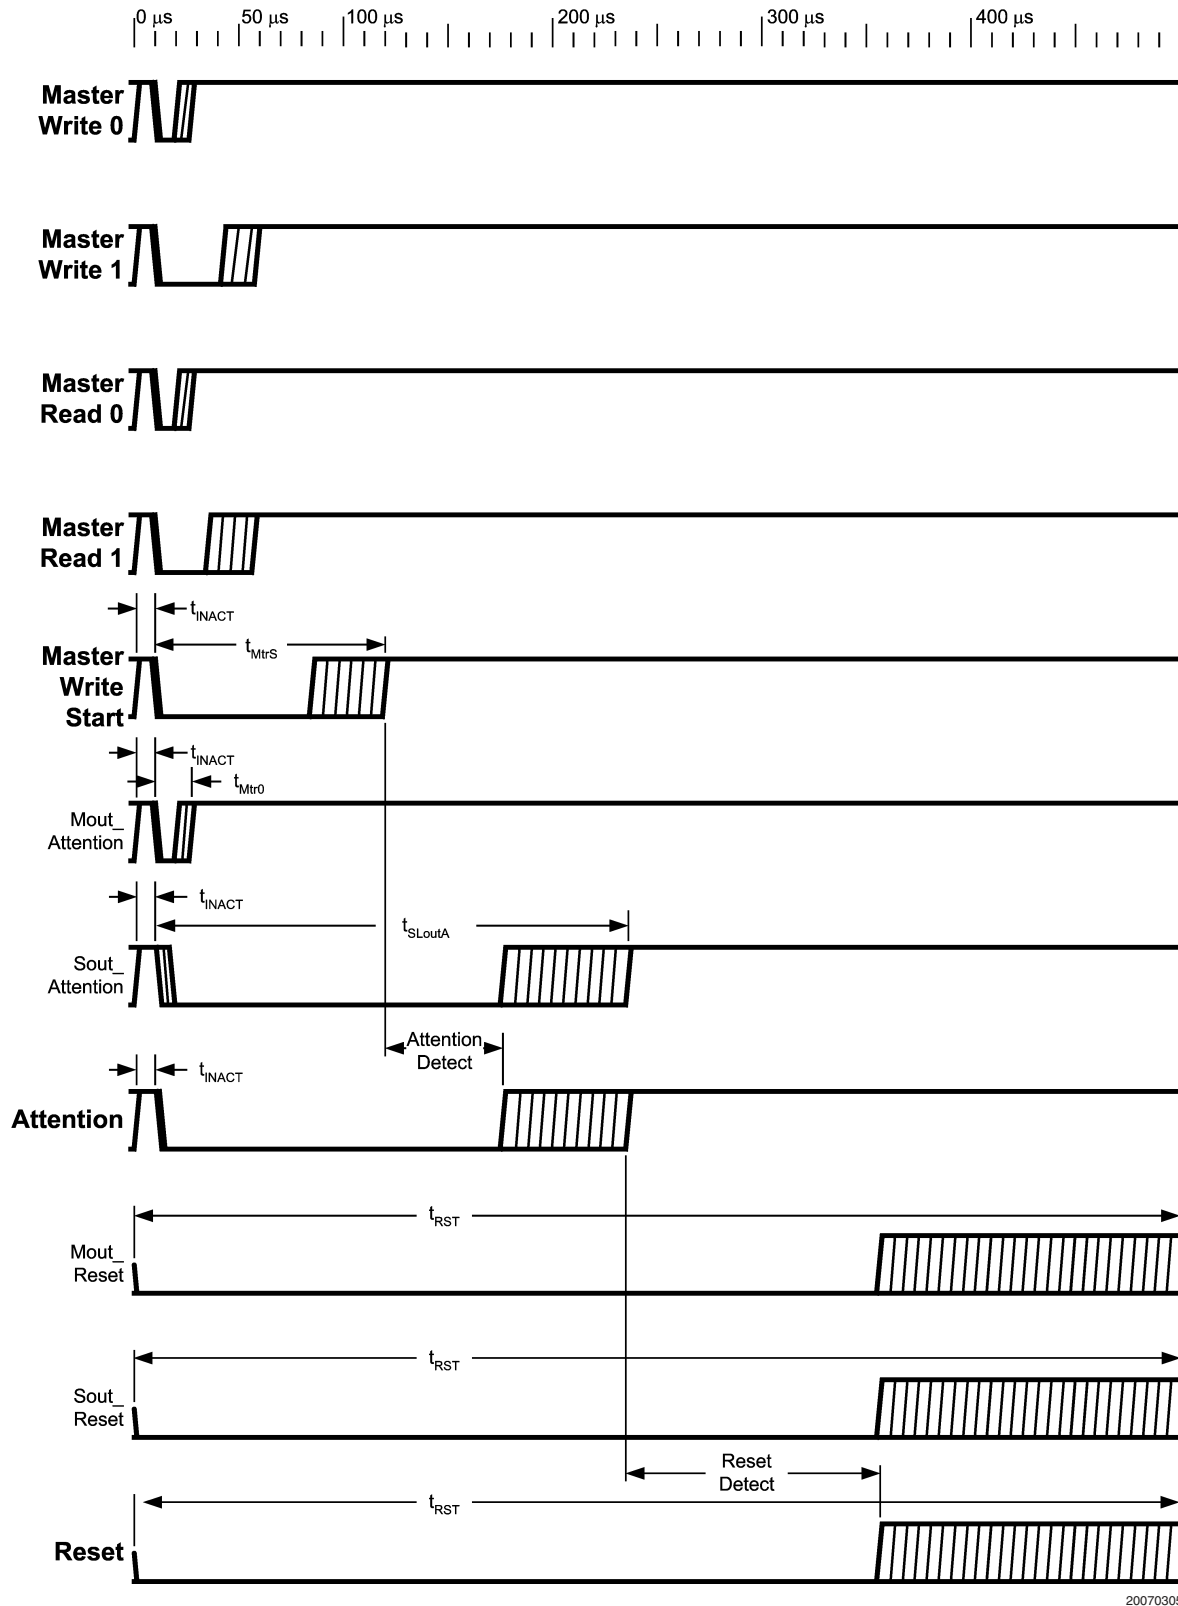 0 µs 50 µs 100 µs 200 µs 300 µs 400 µs
Master
Write 0
Master
Write 1
Master
Read 0
Master
Read 1
tINACT
tMtrS
Master
Write
Start
tINACT
tMtr0
Mout_
Attention
tINACT
tSLoutA
Sout_
Attention
Attention
Detect
tINACT
Attention
tRST
Mout_
Reset
tRST
Sout_
Reset
Reset
Detect
tRST
Reset
20070305